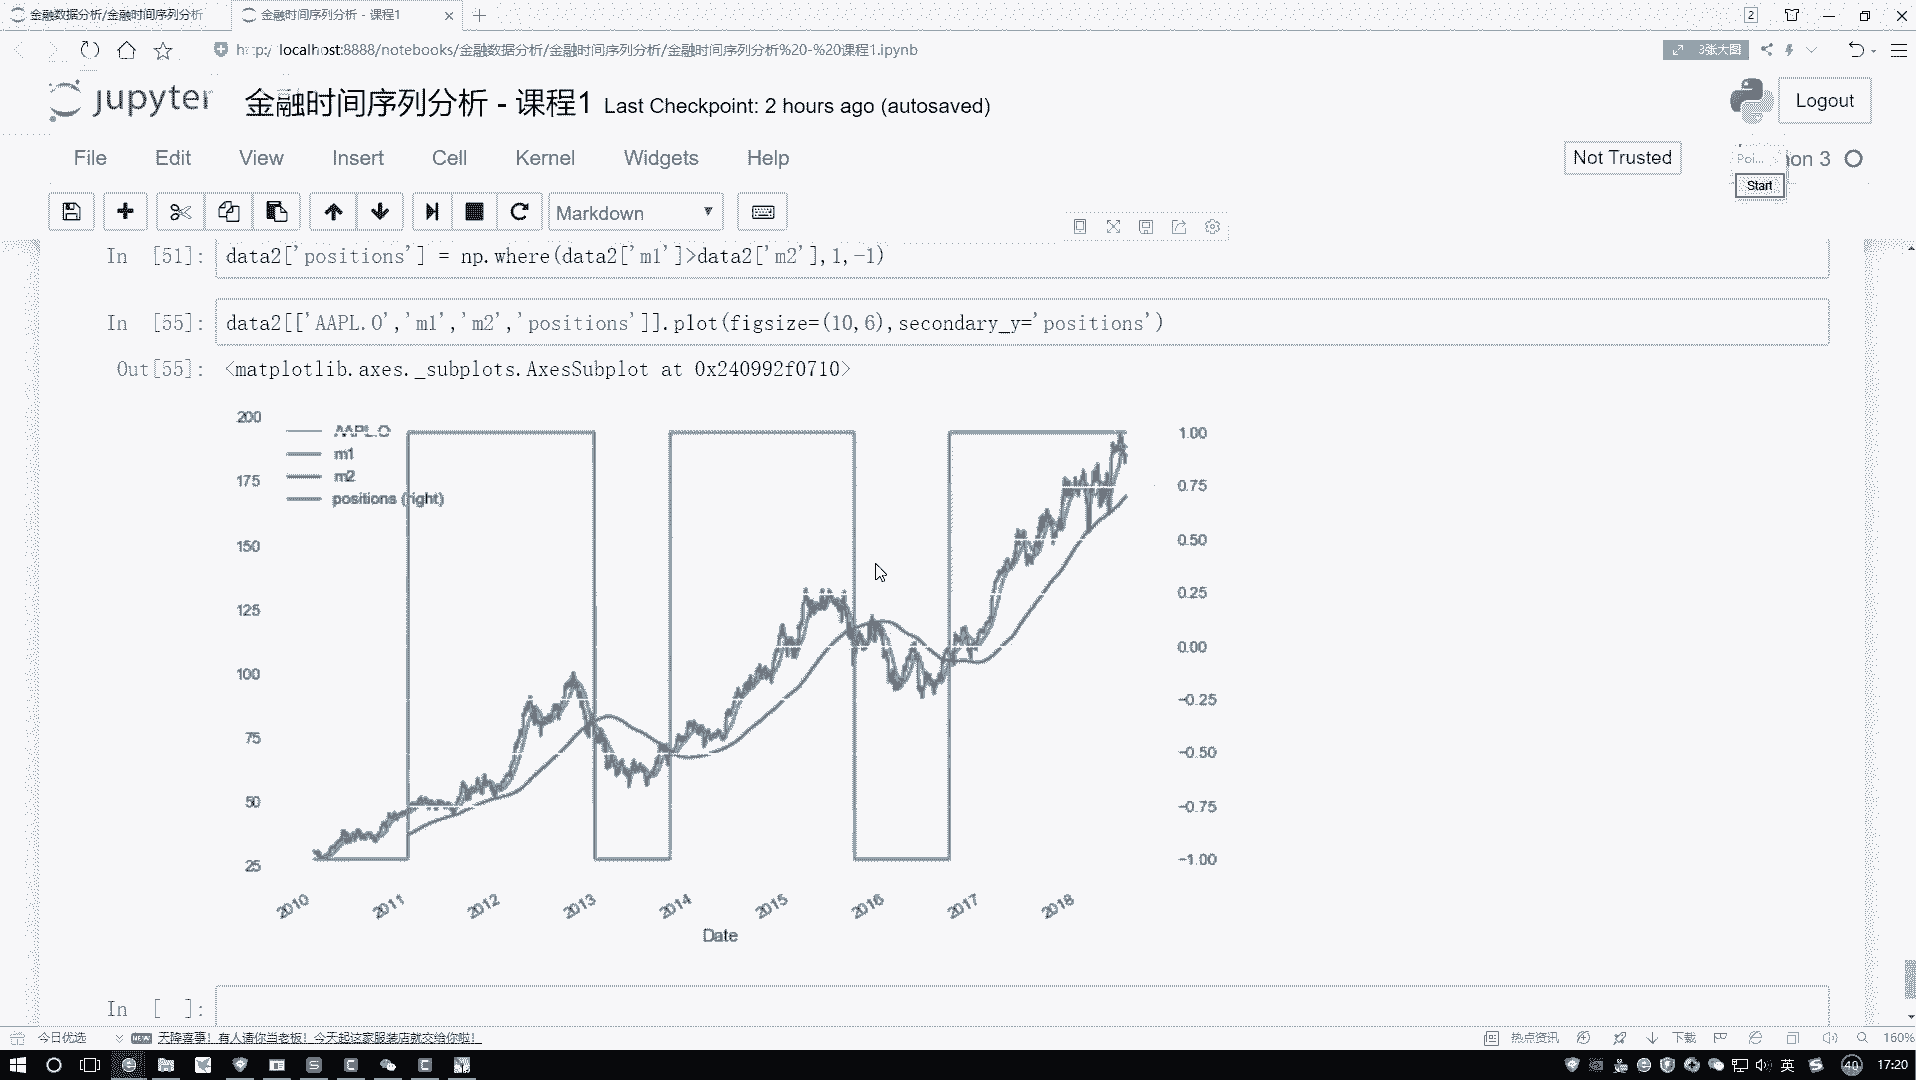 金融数据分析/金融时间序列分析
金融时间序列分析 - 课程1
2
localhost:8888/notebooks/金融数据分析/金融时间序列分析/金融时间序列分析%20-%20课程1.ipynb
3张大图
jupyter 金融时间序列分析 - 课程1 Last Checkpoint: 2 hours ago (autosaved)
Logout
File Edit View Insert Cell Kernel Widgets Help
Not Trusted
Poi...
on 3
Start
Markdown
In [51]: data2['positions'] = np.where(data2['m1']>data2['m2'],1,-1)
In [55]: data2[['AAPL.O','m1','m2','positions']].plot(figsize=(10,6),secondary_y='positions')
Out[55]: <matplotlib.axes._subplots.AxesSubplot at 0x240992f0710>
AAPL.O
m1
m2
positions (right)
200
175
150
125
100
75
50
25
1.00
0.75
0.50
0.25
0.00
−0.25
−0.50
−0.75
−1.00
2010 2011 2012 2013 2014 2015 2016 2017 2018
Date
In [ ]:
今日优选
NEW
天降喜事！有人请你当老板！今天起这家服装店就交给你啦！
热点资讯
下载
160%
英
40
17:20